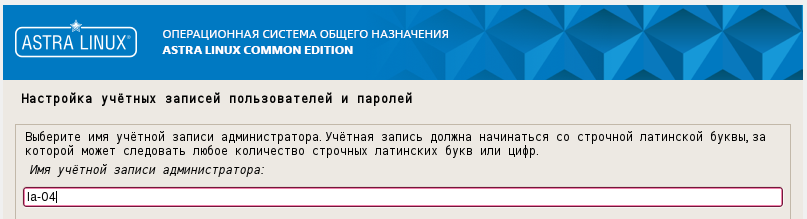 ASTRA LINUX®
ОПЕРАЦИОННАЯ СИСТЕМА ОБЩЕГО НАЗНАЧЕНИЯ
ASTRA LINUX COMMON EDITION
Настройка учётных записей пользователей и паролей
Выберите имя учётной записи администратора. Учётная запись должна начинаться со строчной латинской буквы, за
которой может следовать любое количество строчных латинских букв или цифр.
Имя учётной записи администратора:
la-04